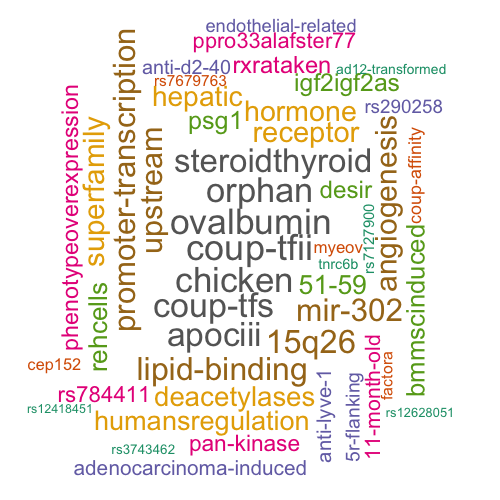 endothelial-related
ppro33alafster77
anti-d2-40
rxrataken
ad12-transformed
rs7679763
igf2igf2as
hepatic
hormone
rs290258
psg1
receptor
phenotypeoverexpression
superfamily
promoter-transcription
upstream
steroidthyroid
orphan
desir
angiogenesis
coup-affinity
ovalbumin
coup-tfii
myeov
rs7127900
tnrc6b
chicken
51-59
coup-tfs
mir-302
rehcells
bmmscinduced
apociii
15q26
cep152
lipid-binding
11-month-old
factora
rs784411
deacetylases
anti-lyve-1
5r-flanking
rs12418451
humansregulation
rs12628051
rs3743462
pan-kinase
adenocarcinoma-induced